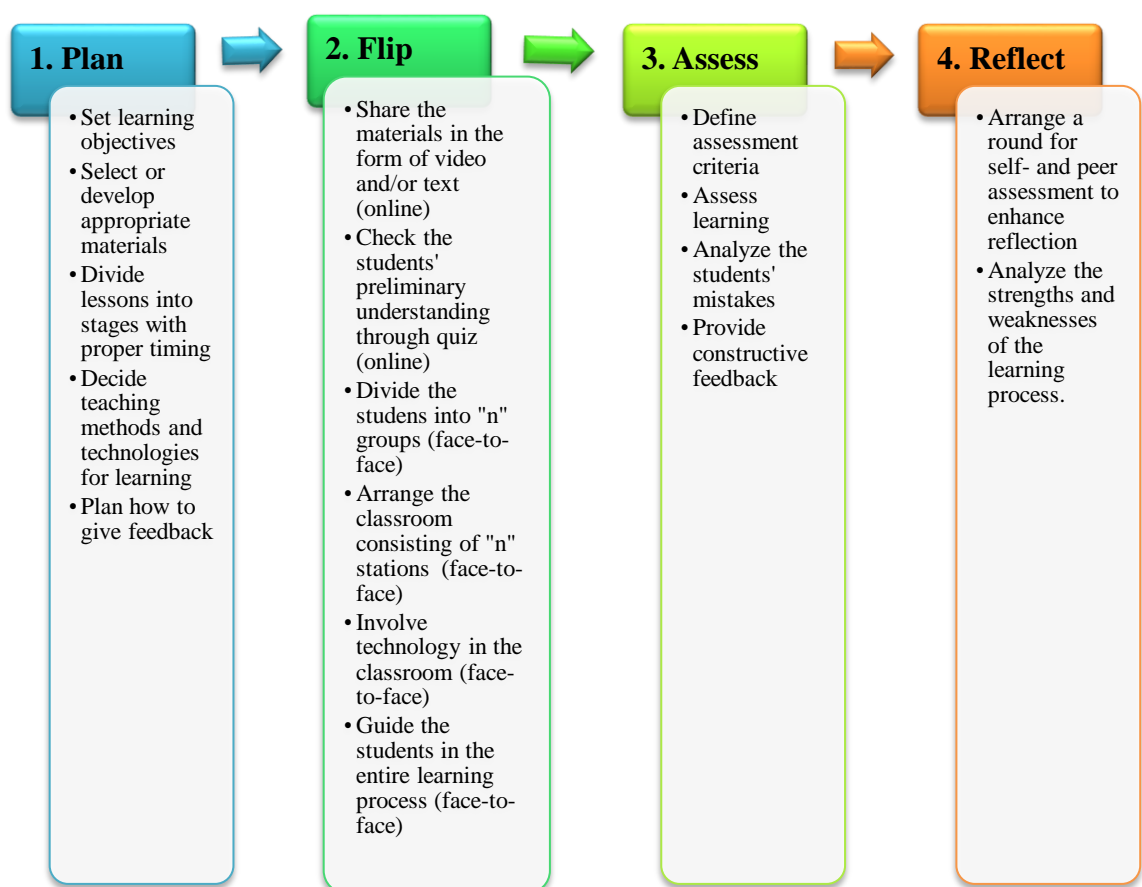 1. Plan
• Set learning
objectives
• Select or
develop
appropriate
materials
• Divide
lessons into
stages with
proper timing
• Decide
teaching
methods and
technologies
for learning
• Plan how to
give feedback
2. Flip
• Share the
materials in the
form of video
and/or text
(online)
• Check the
students'
preliminary
understanding
through quiz
(online)
• Divide the
studens into "n"
groups (face-to-
face)
• Arrange the
classroom
consisting of "n"
stations (face-to-
face)
• Involve
technology in the
classroom (face-
to-face)
• Guide the
students in the
entire learning
process (face-to-
face)
3. Assess
• Define
assessment
criteria
• Assess
learning
• Analyze the
students'
mistakes
• Provide
constructive
feedback
4. Reflect
• Arrange a
round for
self- and peer
assessment to
enhance
reflection
• Analyze the
strengths and
weaknesses
of the
learning
process.